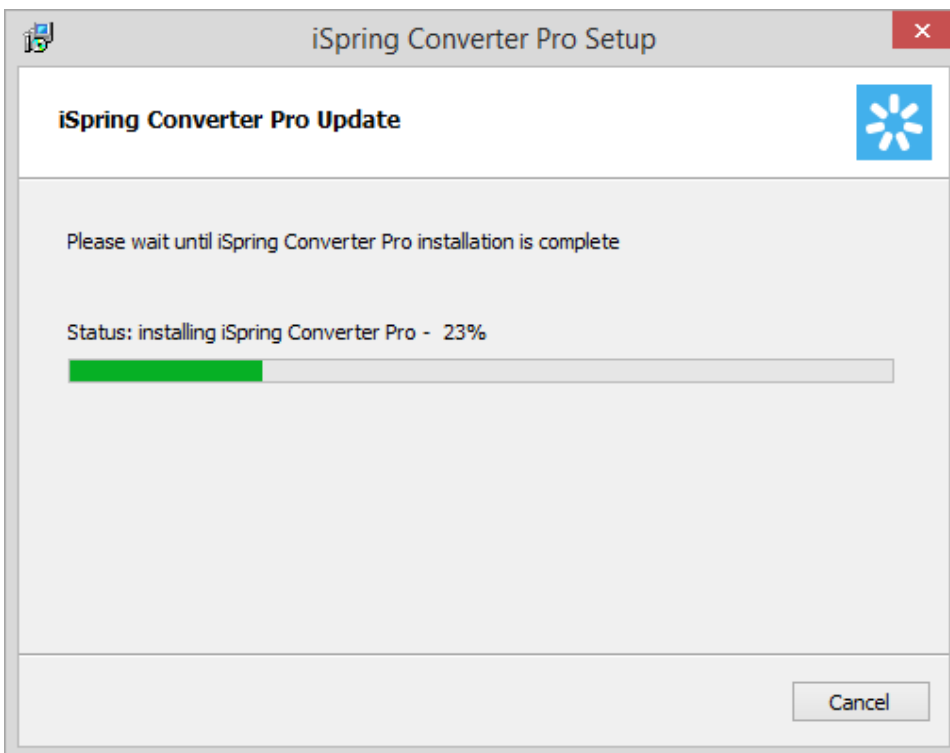 iSpring Converter Pro Setup
iSpring Converter Pro Update
Please wait until iSpring Converter Pro installation is complete
Status: installing iSpring Converter Pro - 23%
Cancel